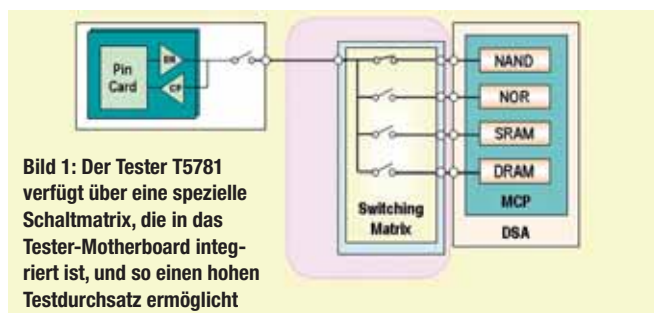 Pin
Card
DR
CP
NAND
NOR
SRAM
DRAM
MCP
DSA
Switching
Matrix
Bild 1: Der Tester T5781
verfügt über eine spezielle
Schaltmatrix, die in das
Tester-Motherboard integ-
riert ist, und so einen hohen
Testdurchsatz ermöglicht